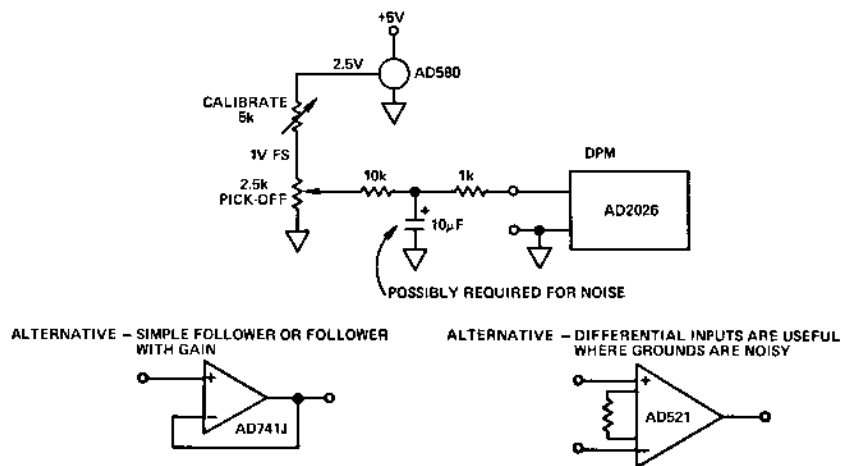 +5V
2.5V
AD580
CALIBRATE
5k
1V FS
2.5k
PICK-OFF
10k
1k
DPM
AD2026
+
10µF
POSSIBLY REQUIRED FOR NOISE
ALTERNATIVE – SIMPLE FOLLOWER OR FOLLOWER
WITH GAIN
+
–
AD741J
ALTERNATIVE – DIFFERENTIAL INPUTS ARE USEFUL
WHERE GROUNDS ARE NOISY
+
AD521
–